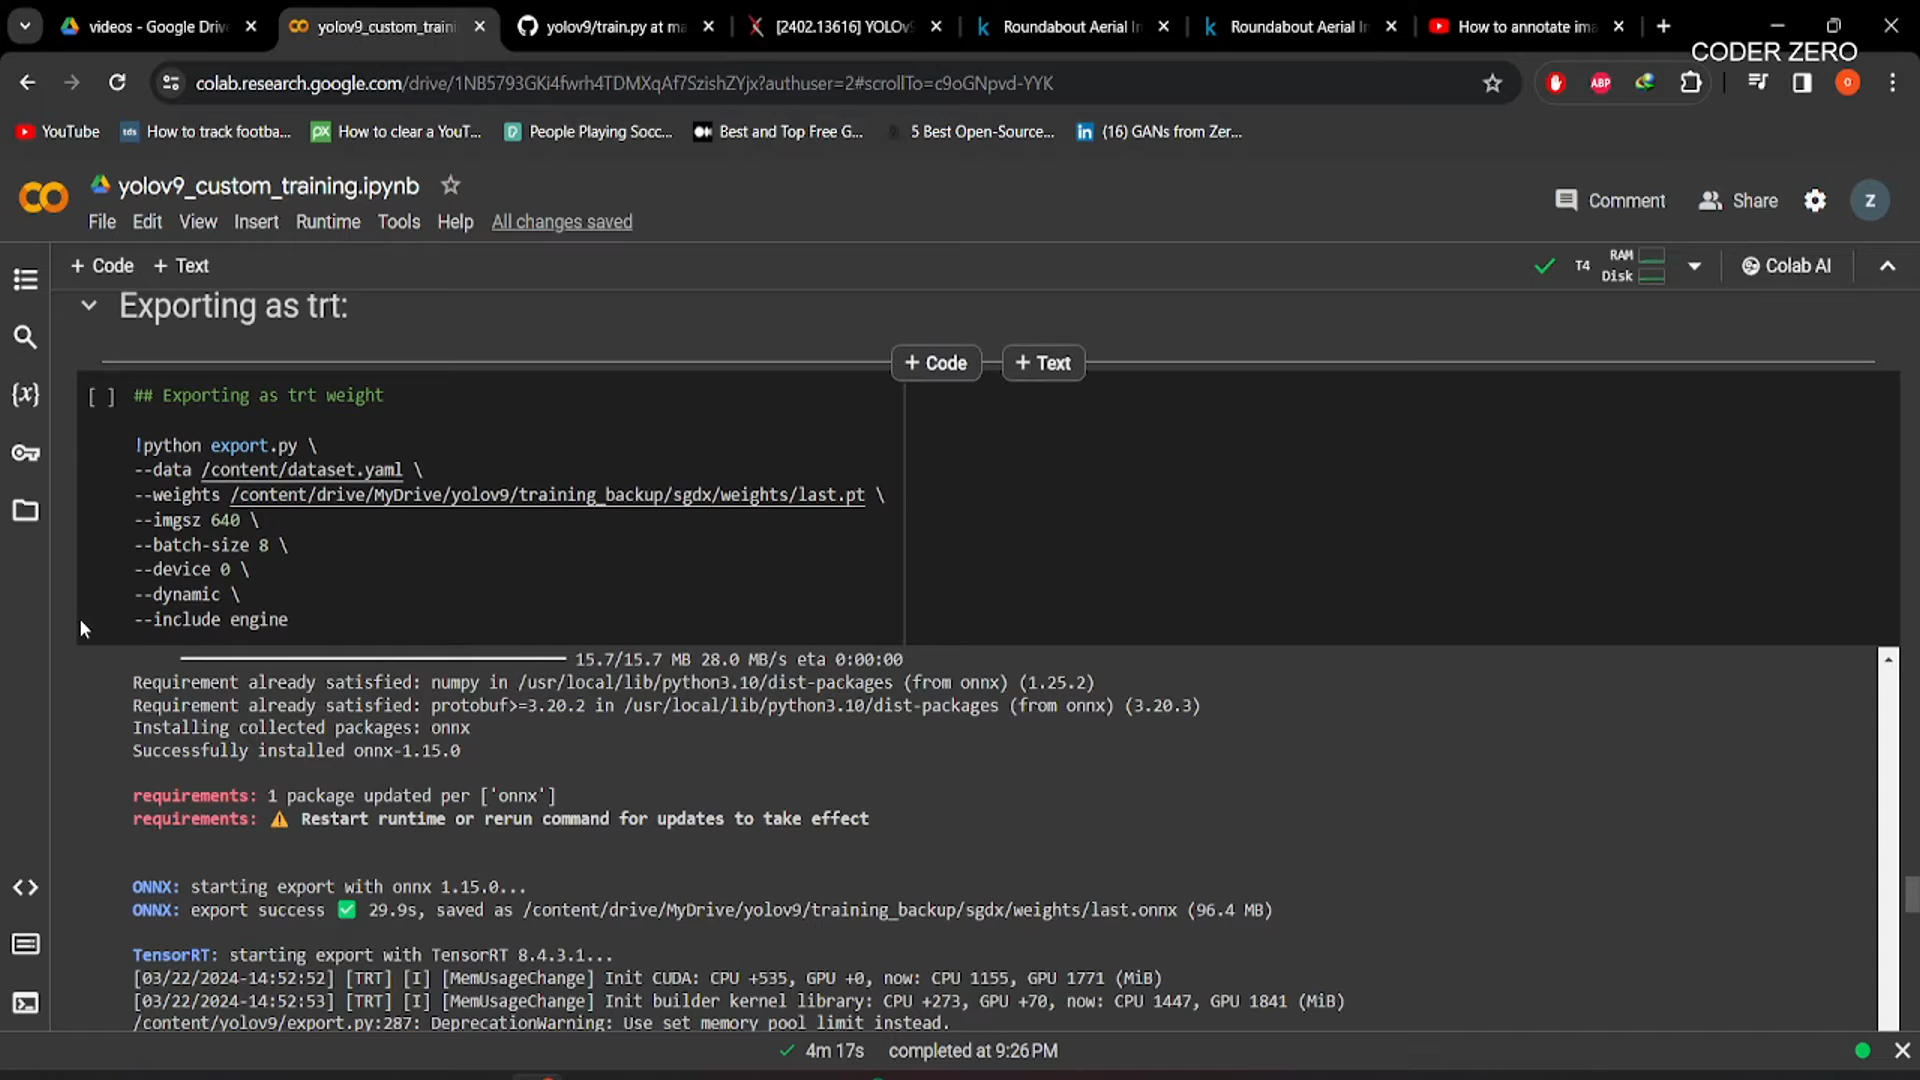 videos - Google Drive
yolov9_custom_traini
yolov9/train.py at ma
[2402.13616] YOLOv9
Roundabout Aerial In
Roundabout Aerial In
How to annotate ima
CODER ZERO
colab.research.google.com/drive/1NB5793GKi4fwrh4TDMXqAf7SzishZYjx?authuser=2#scrollTo=c9oGNpvd-YYK
ABP
YouTube
tds How to track footba...
px How to clear a YouT...
People Playing Socc...
Best and Top Free G...
5 Best Open-Source...
in (16) GANs from Zer...
yolov9_custom_training.ipynb
Comment
Share
Z
File Edit View Insert Runtime Tools Help All changes saved
+ Code + Text
T4
RAM
Disk
Colab AI
Exporting as trt:
+ Code + Text
[ ] ## Exporting as trt weight
!python export.py \
--data /content/dataset.yaml \
--weights /content/drive/MyDrive/yolov9/training_backup/sgdx/weights/last.pt \
--imgsz 640 \
--batch-size 8 \
--device 0 \
--dynamic \
--include engine
15.7/15.7 MB 28.0 MB/s eta 0:00:00
Requirement already satisfied: numpy in /usr/local/lib/python3.10/dist-packages (from onnx) (1.25.2)
Requirement already satisfied: protobuf>=3.20.2 in /usr/local/lib/python3.10/dist-packages (from onnx) (3.20.3)
Installing collected packages: onnx
Successfully installed onnx-1.15.0
requirements: 1 package updated per ['onnx']
requirements: ⚠️ Restart runtime or rerun command for updates to take effect
ONNX: starting export with onnx 1.15.0...
ONNX: export success ✅ 29.9s, saved as /content/drive/MyDrive/yolov9/training_backup/sgdx/weights/last.onnx (96.4 MB)
TensorRT: starting export with TensorRT 8.4.3.1...
[03/22/2024-14:52:52] [TRT] [I] [MemUsageChange] Init CUDA: CPU +535, GPU +0, now: CPU 1155, GPU 1771 (MiB)
[03/22/2024-14:52:53] [TRT] [I] [MemUsageChange] Init builder kernel library: CPU +273, GPU +70, now: CPU 1447, GPU 1841 (MiB)
/content/yolov9/export.py:287: DeprecationWarning: Use set memory pool limit instead.
4m 17s completed at 9:26 PM